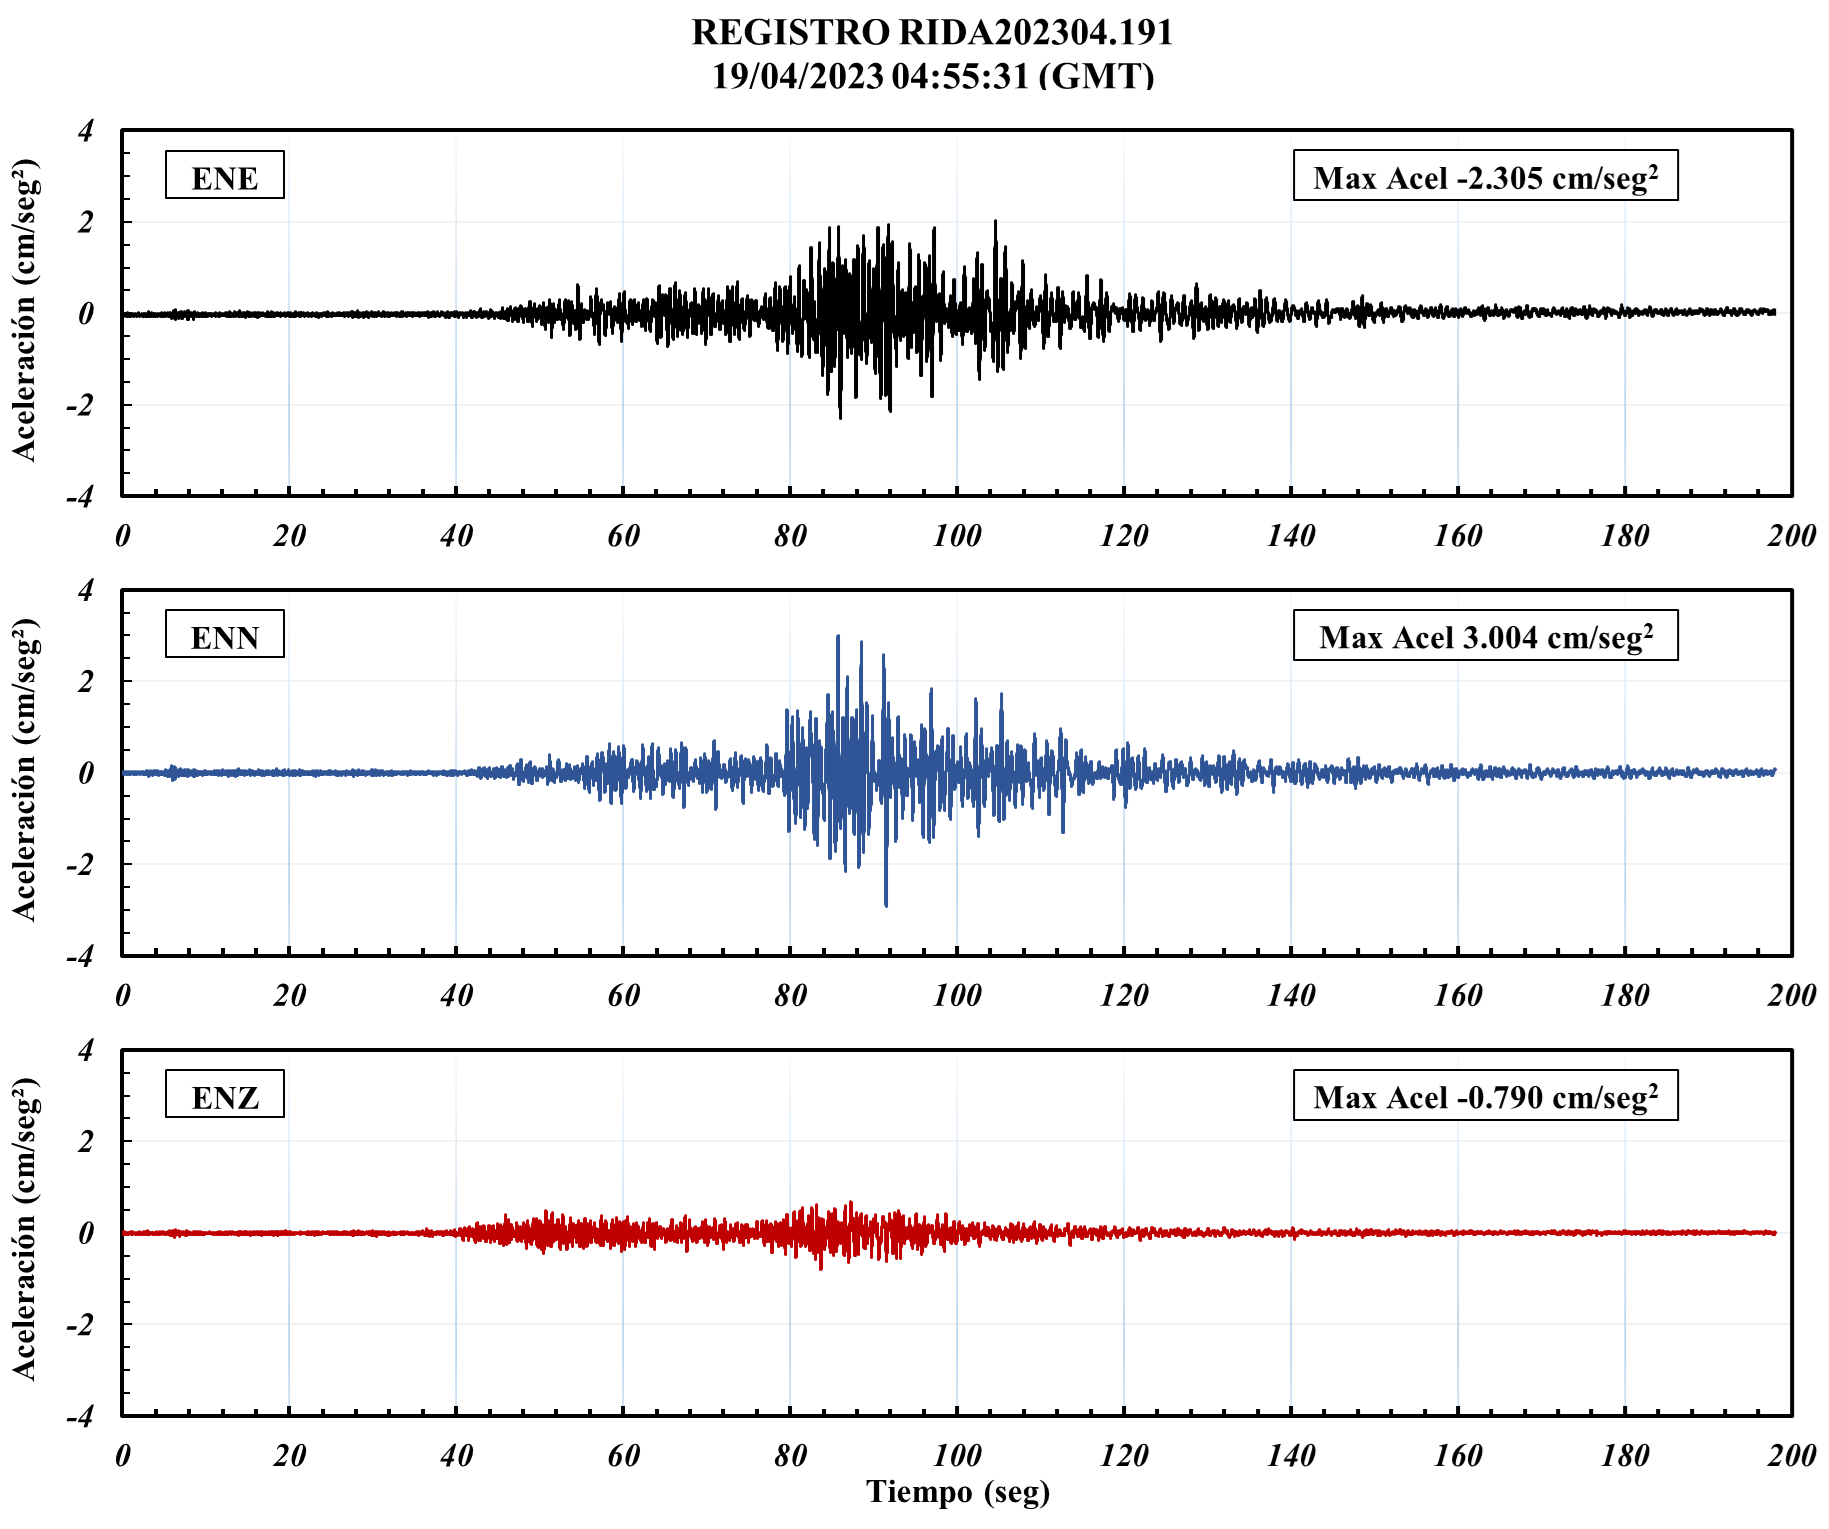 REGISTRO RIDA202304.191
19/04/2023 04:55:31 (GMT)
Aceleración (cm/seg²)
4
2
0
-2
-4
ENE
Max Acel -2.305 cm/seg²
0 20 40 60 80 100 120 140 160 180 200
Aceleración (cm/seg²)
4
2
0
-2
-4
ENN
Max Acel 3.004 cm/seg²
0 20 40 60 80 100 120 140 160 180 200
Aceleración (cm/seg²)
4
2
0
-2
-4
ENZ
Max Acel -0.790 cm/seg²
0 20 40 60 80 100 120 140 160 180 200
Tiempo (seg)